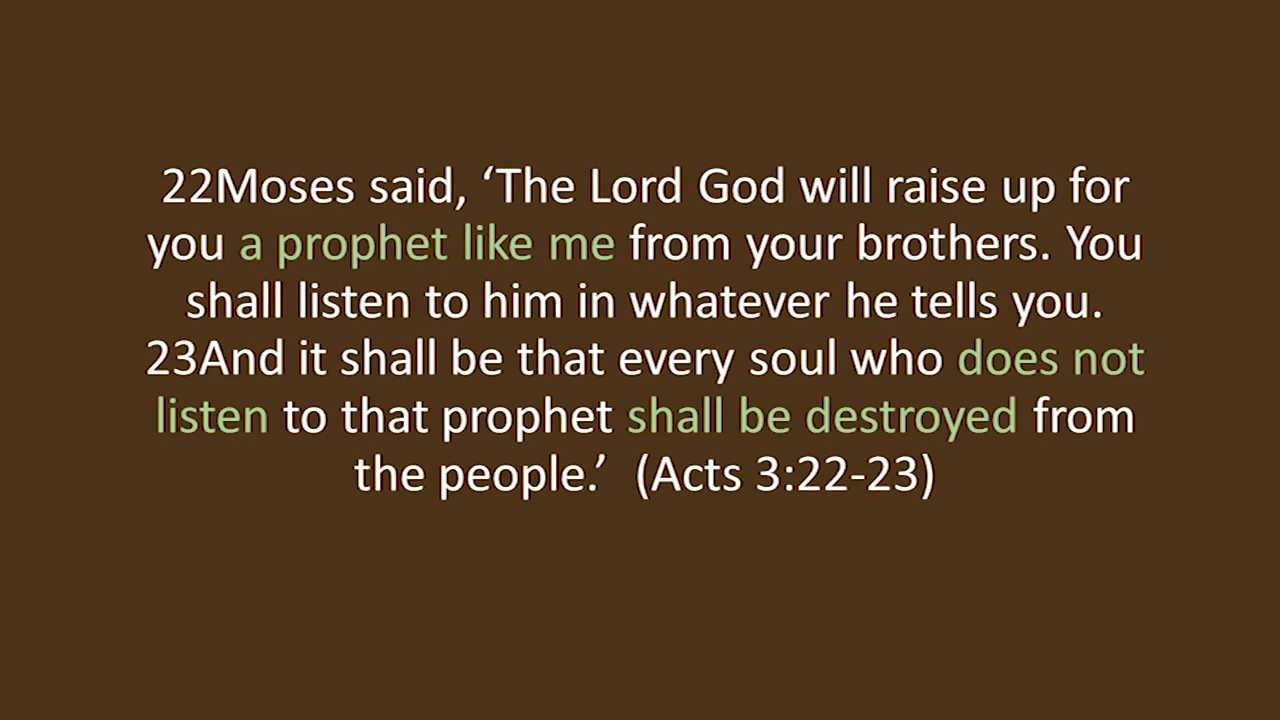 22Moses said, ‘The Lord God will raise up for
you a prophet like me from your brothers. You
shall listen to him in whatever he tells you.
23And it shall be that every soul who does not
listen to that prophet shall be destroyed from
the people.’  (Acts 3:22-23)